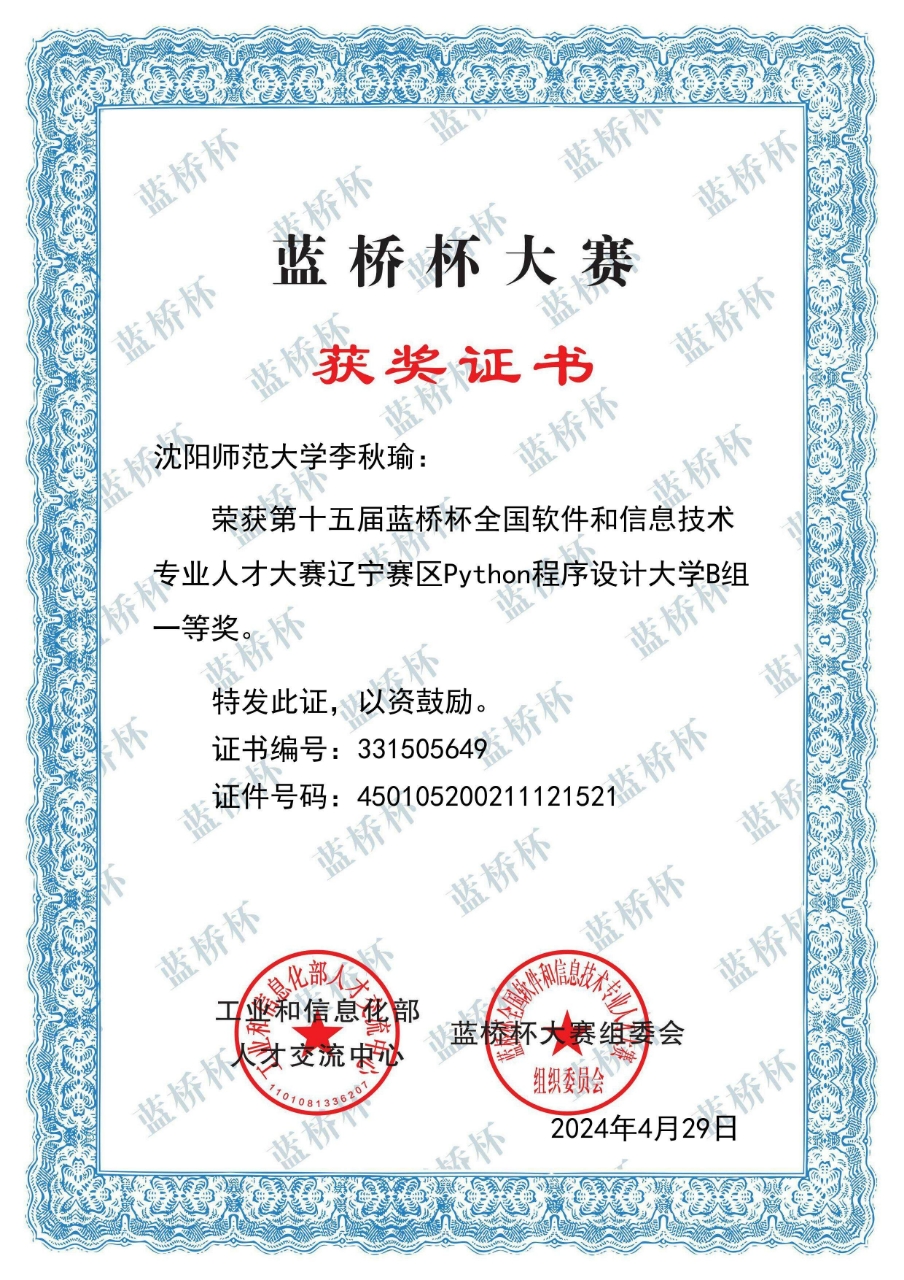 蓝桥杯大赛
获奖证书
沈阳师范大学李秋瑜：
荣获第十五届蓝桥杯全国软件和信息技术
专业人才大赛辽宁赛区Python程序设计大学B组
一等奖。
特发此证，以资鼓励。
证书编号：331505649
证件号码：450105200211121521
工业和信息化部
人才交流中心
蓝桥杯大赛组委会
工业和信息化部人才交流中心
1101081336207
蓝桥杯全国软件和信息技术专业人才大赛
组织委员会
2024年4月29日
蓝桥杯